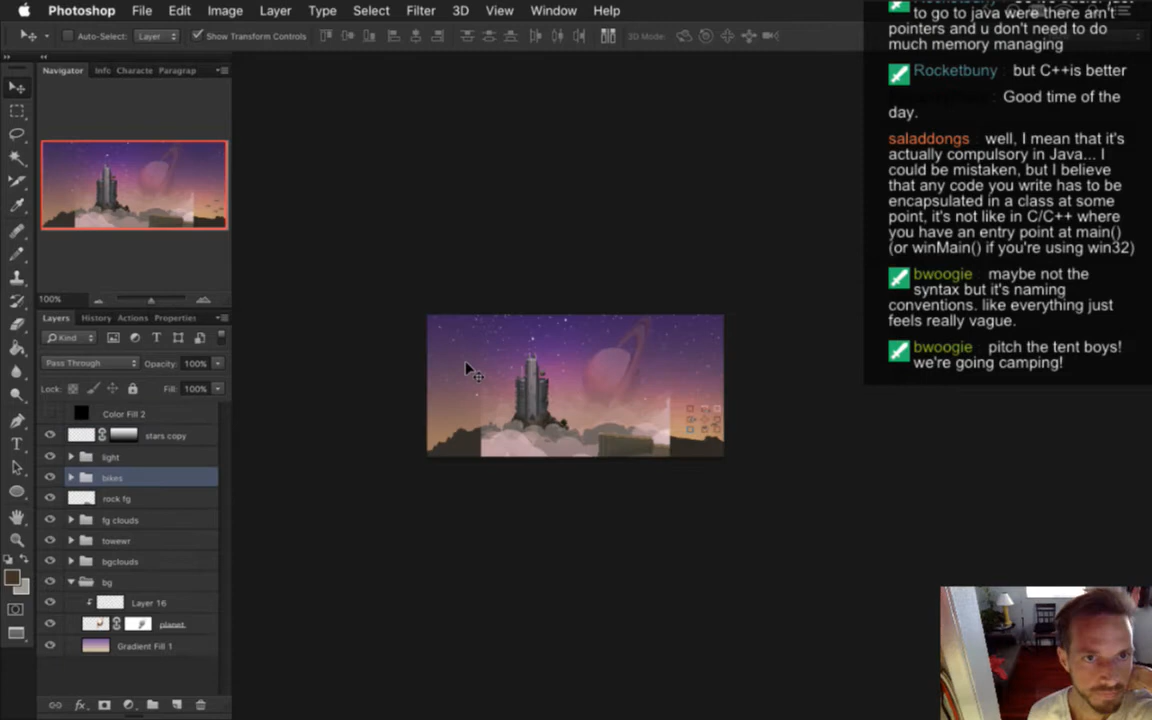 Photoshop File Edit Image Layer Type Select Filter 3D View Window Help
Auto-Select: Layer Show Transform Controls 3D Mode:
Navigator Info Characte Paragrap
100%
Layers History Actions Properties
Kind
Pass Through Opacity: 100%
Lock: Fill: 100%
Color Fill 2
stars copy
light
bikes
rock fg
fg clouds
towewr
bgclouds
bg
Layer 16
planet
Gradient Fill 1
fx
to go to java were there arn't
pointers and u don't need to do
much memory managing
Rocketbuny but C++is better
: Good time of the
day.
saladdongs well, I mean that it's
actually compulsory in Java... I
could be mistaken, but I believe
that any code you write has to be
encapsulated in a class at some
point, it's not like in C/C++ where
you have an entry point at main()
(or winMain() if you're using win32)
bwoogie maybe not the
syntax but it's naming
conventions. like everything just
feels really vague.
bwoogie pitch the tent boys!
we're going camping!